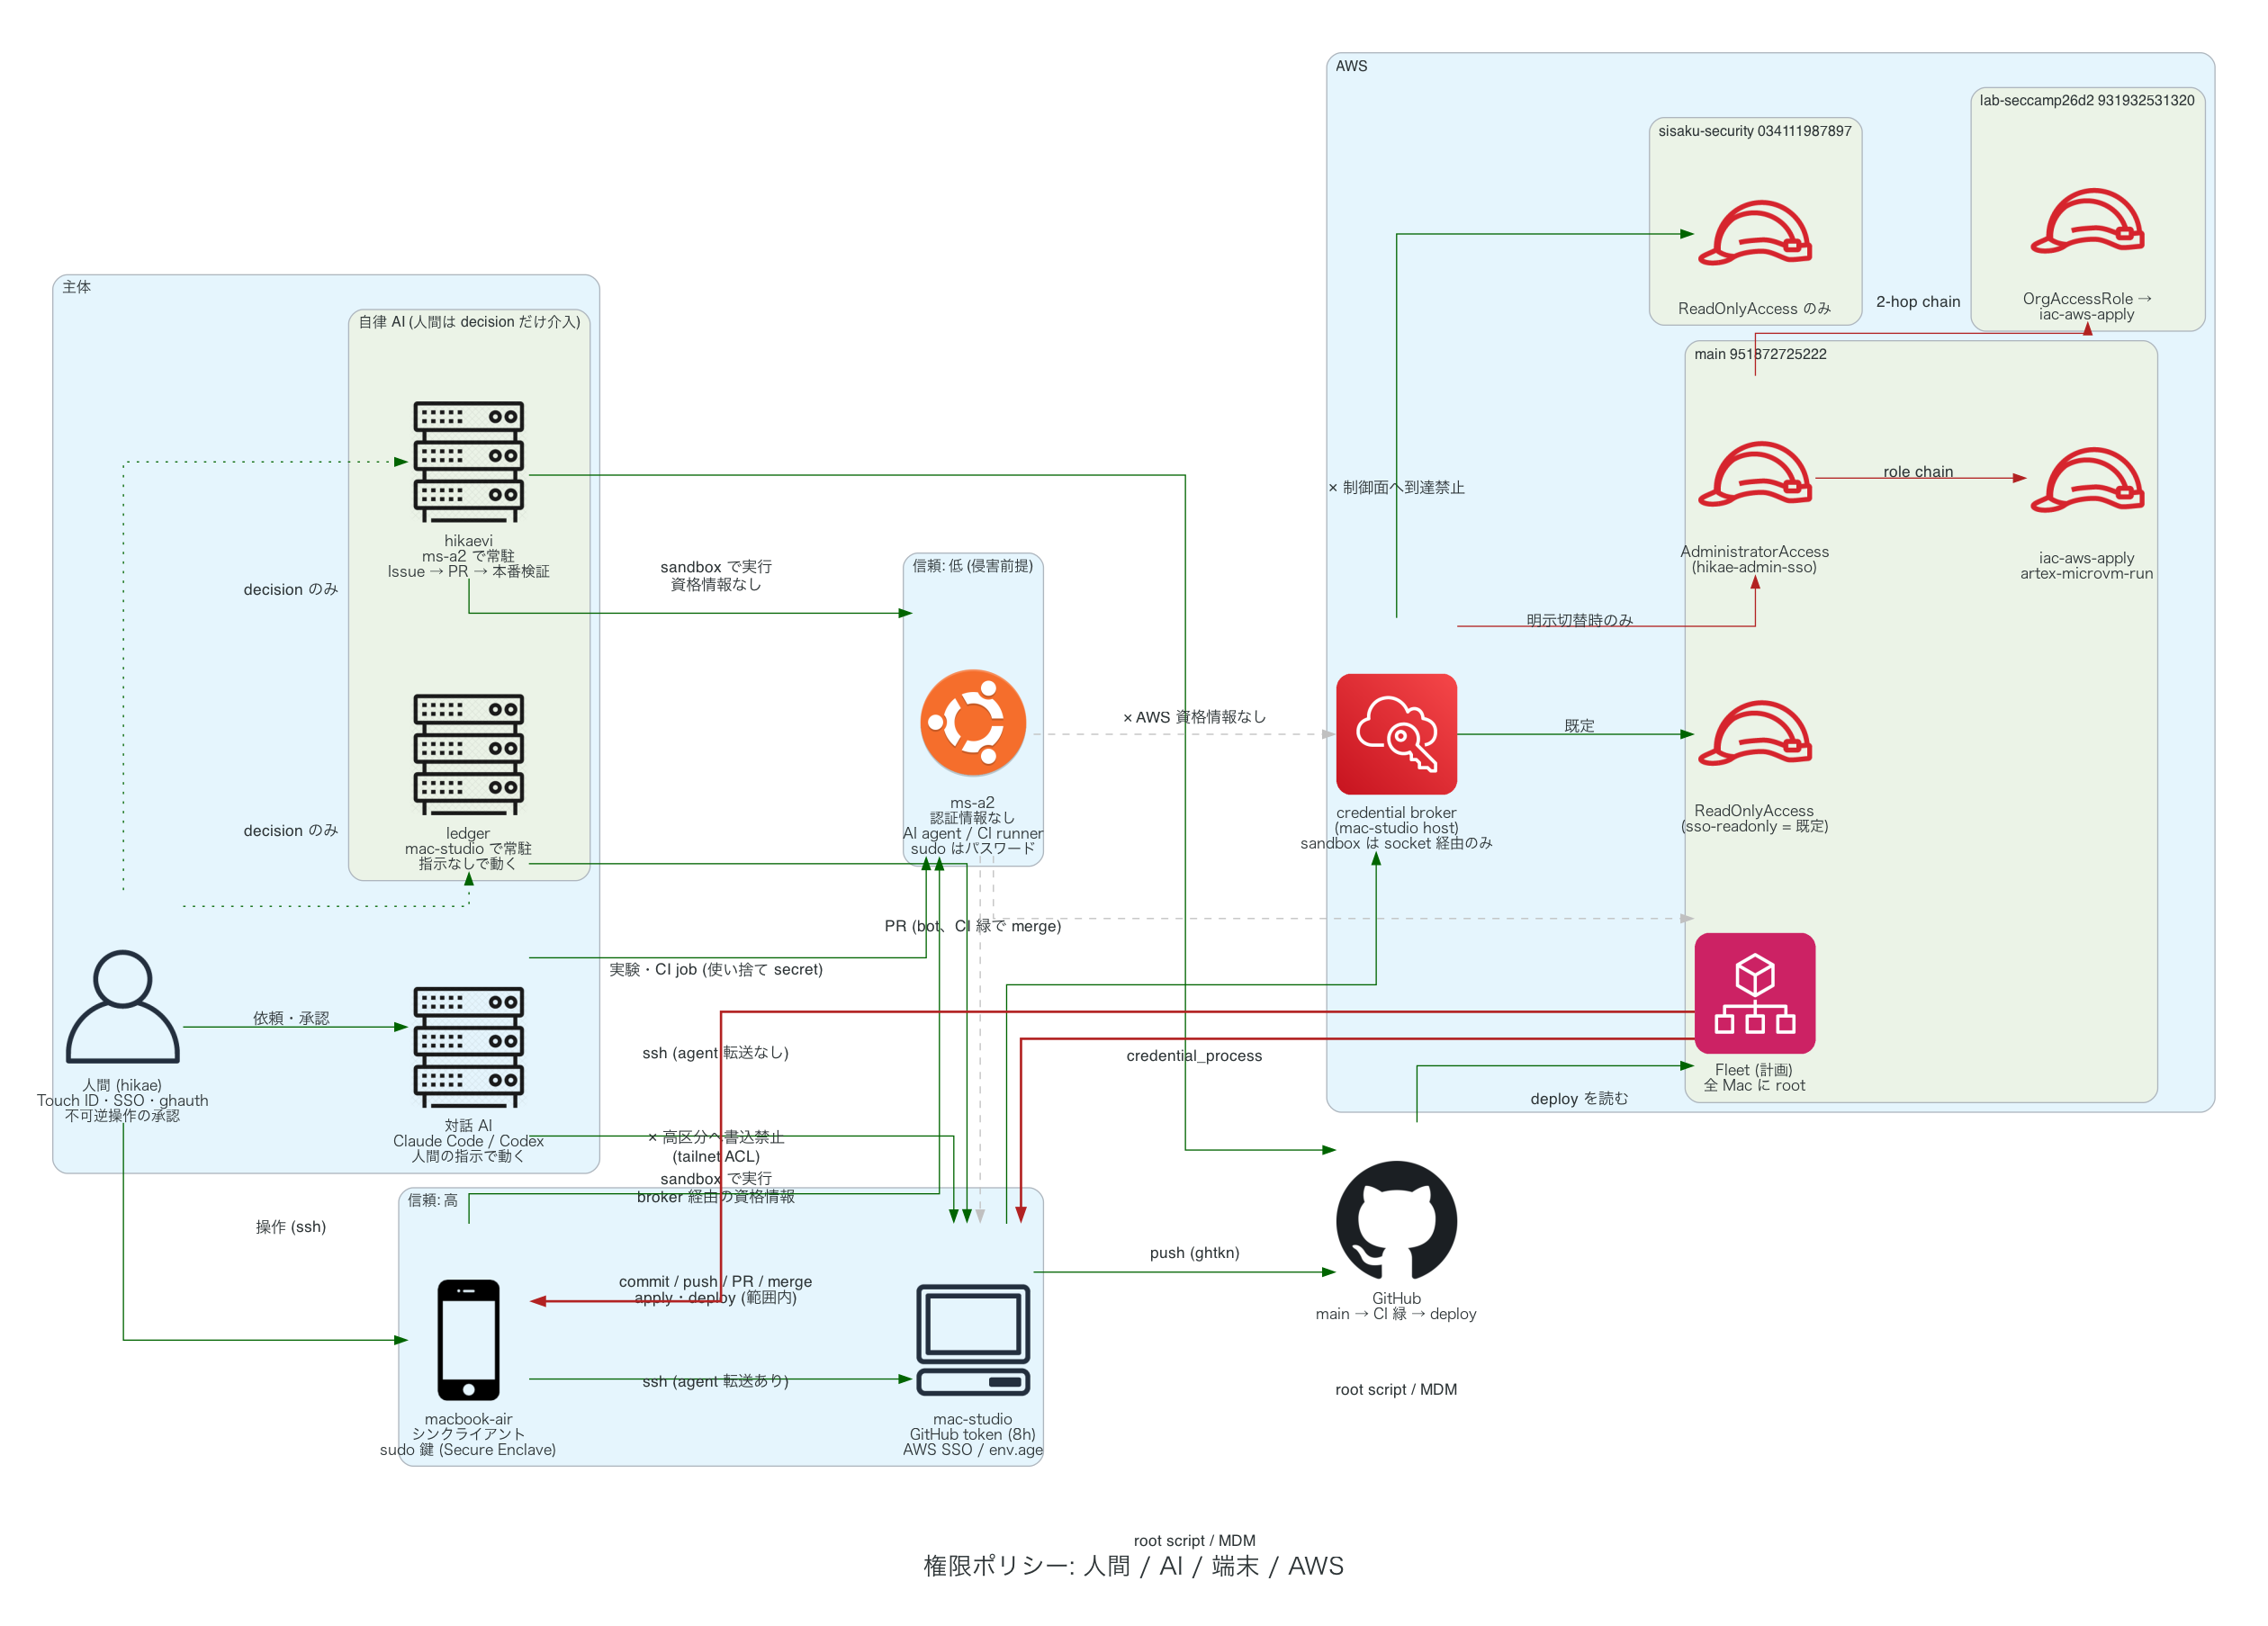 AWS
lab-seccamp26d2 931932531320
sisaku-security 034111987897
ReadOnlyAccess のみ
2-hop chain
OrgAccessRole →
iac-aws-apply
main 951872725222
主体
自律 AI (人間は decision だけ介入)
hikaevi
ms-a2 で常駐
Issue → PR → 本番検証
decision のみ
sandbox で実行
資格情報なし
信頼: 低 (侵害前提)
× 制御面へ到達禁止
role chain
AdministratorAccess
(hikae-admin-sso)
iac-aws-apply
artex-microvm-run
明示切替時のみ
× AWS 資格情報なし
既定
ledger
mac-studio で常駐
指示なしで動く
decision のみ
ms-a2
認証情報なし
AI agent / CI runner
sudo はパスワード
credential broker
(mac-studio host)
sandbox は socket 経由のみ
ReadOnlyAccess
(sso-readonly = 既定)
PR (bot、CI 緑で merge)
実験・CI job (使い捨て secret)
依頼・承認
ssh (agent 転送なし)
credential_process
人間 (hikae)
Touch ID・SSO・ghauth
不可逆操作の承認
対話 AI
Claude Code / Codex
人間の指示で動く
Fleet (計画)
全 Mac に root
deploy を読む
× 高区分へ書込禁止
(tailnet ACL)
sandbox で実行
broker 経由の資格情報
信頼: 高
操作 (ssh)
push (ghtkn)
commit / push / PR / merge
apply・deploy (範囲内)
GitHub
main → CI 緑 → deploy
ssh (agent 転送あり)
root script / MDM
macbook-air
シンクライアント
sudo 鍵 (Secure Enclave)
mac-studio
GitHub token (8h)
AWS SSO / env.age
root script / MDM
権限ポリシー: 人間 / AI / 端末 / AWS